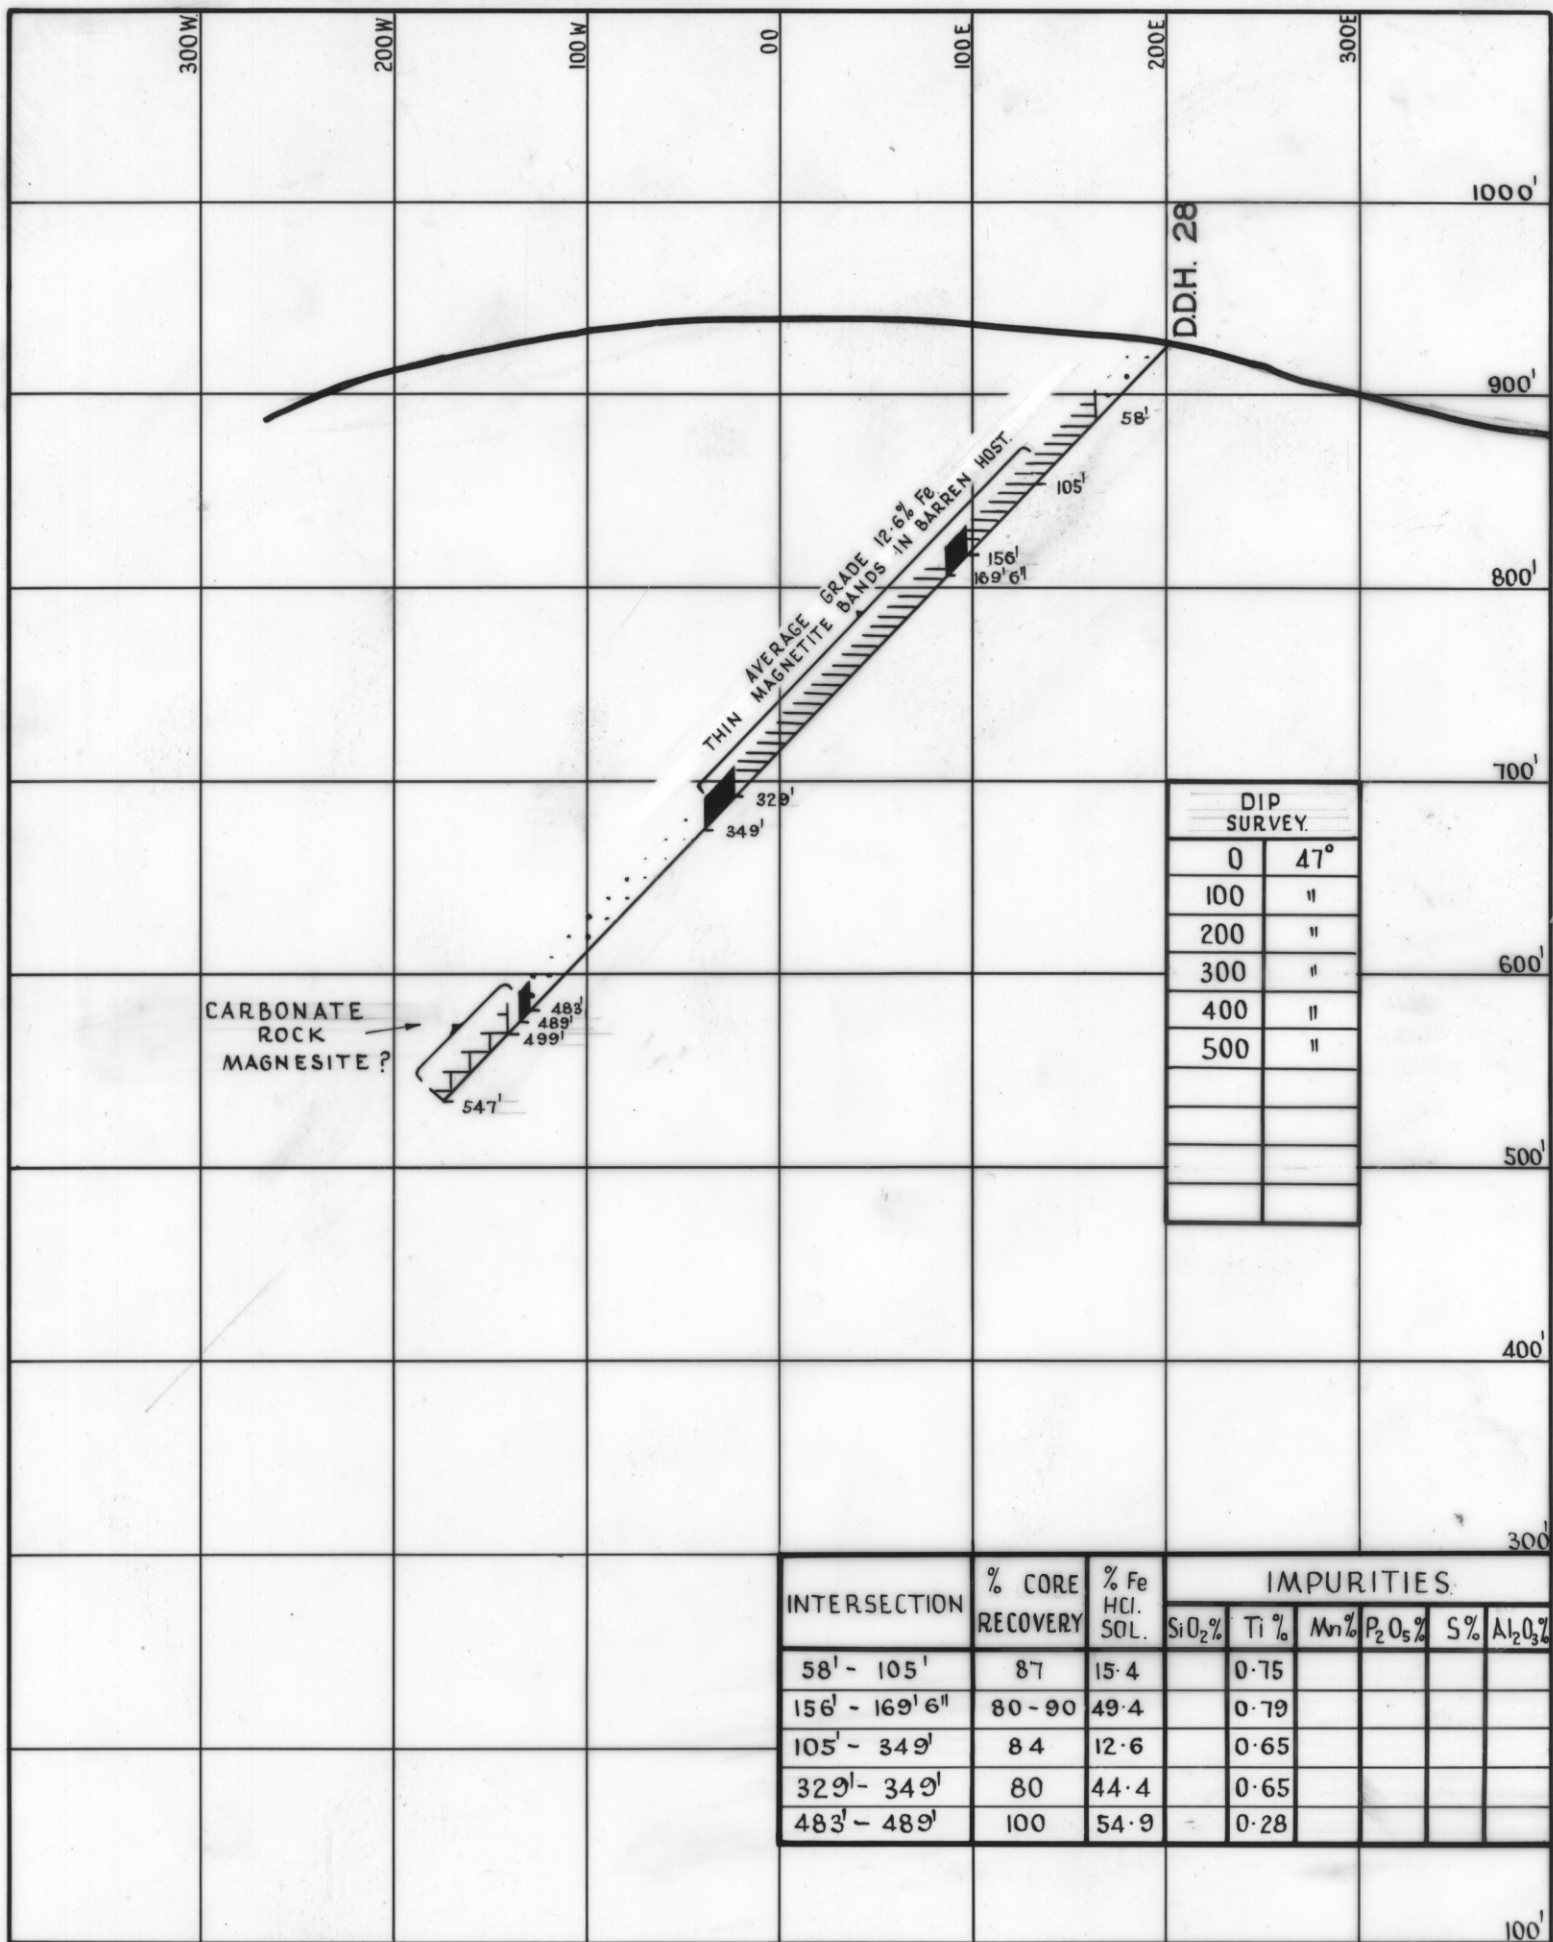 300W.
200W
100W
00
100E
200E
300E
1000'
D.D.H. 28
900'
58'
105'
AVERAGE GRADE 12·6% Fe.
THIN MAGNETITE BANDS IN BARREN HOST.
156'
169'6"
800'
700'
329'
349'
DIP
SURVEY.
0 47°
100 "
200 "
300 "
400 "
500 "
600'
CARBONATE
ROCK
MAGNESITE ?
483'
489'
499'
547'
500'
400'
300'
INTERSECTION % CORE RECOVERY % Fe HCl. SOL. IMPURITIES.
SiO₂% Ti % Mn% P₂O₅% S% Al₂O₃%
58' - 105' 87 15·4 0·75
156' - 169'6" 80-90 49·4 0·79
105' - 349' 84 12·6 0·65
329' - 349' 80 44·4 0·65
483' - 489' 100 54·9 - 0·28
100'